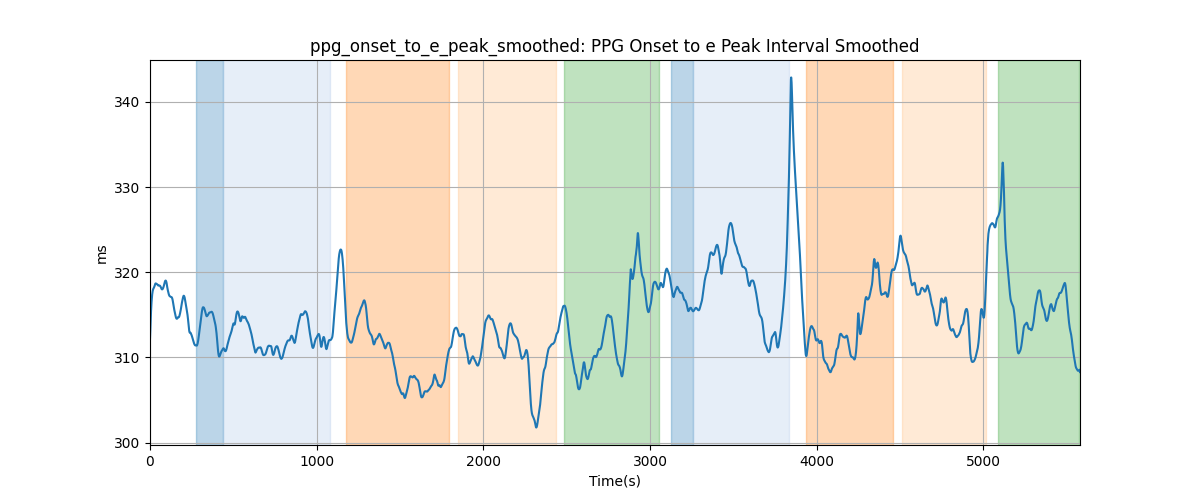 ppg_onset_to_e_peak_smoothed: PPG Onset to e Peak Interval Smoothed
340
330
320
310
300
ms
0 1000 2000 3000 4000 5000
Time(s)